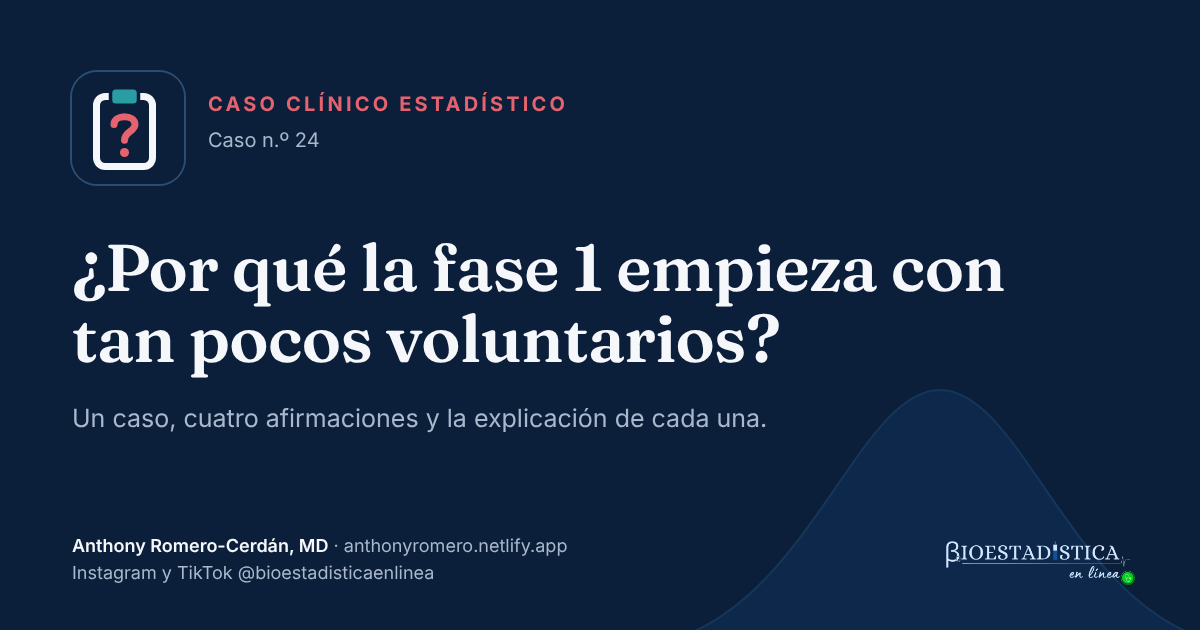 ?
CASO CLÍNICO ESTADÍSTICO
Caso n.º 24
¿Por qué la fase 1 empieza con
tan pocos voluntarios?
Un caso, cuatro afirmaciones y la explicación de cada una.
Anthony Romero-Cerdán, MD · anthonyromero.netlify.app
Instagram y TikTok @bioestadisticaenlinea
βIOESTADÍSTICA
en línea